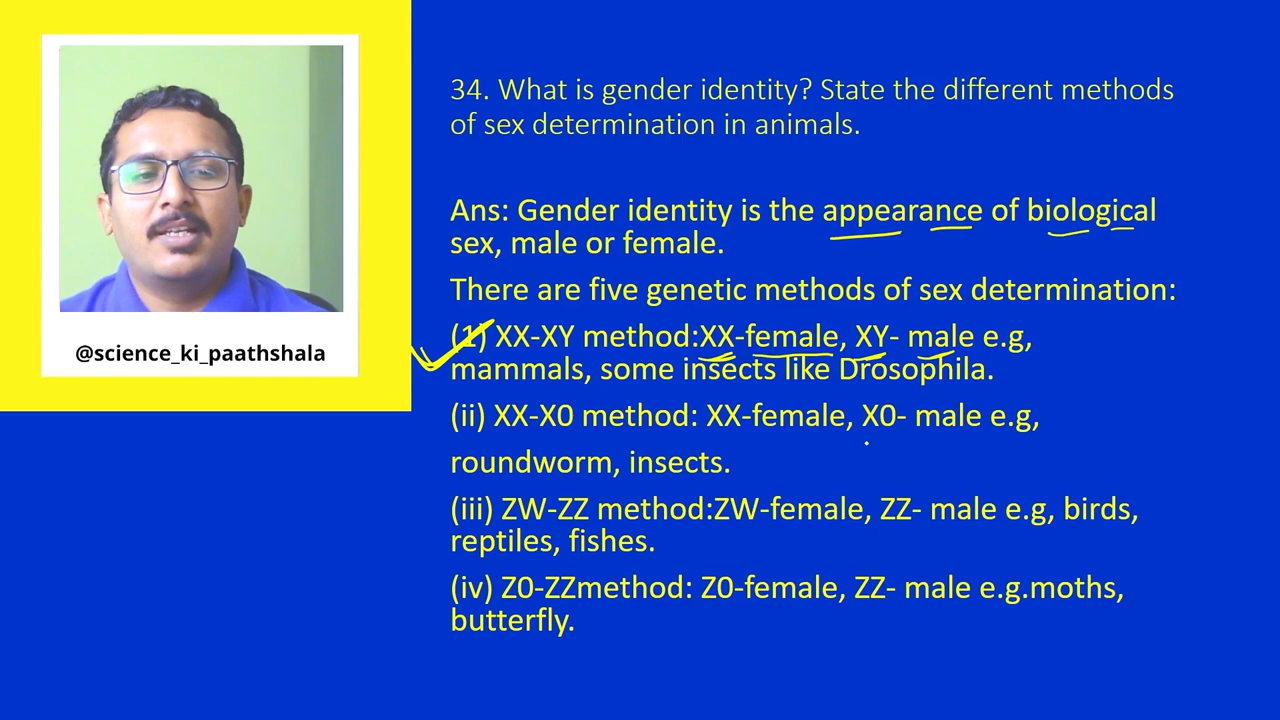 34. What is gender identity? State the different methods
of sex determination in animals.
Ans: Gender identity is the appearance of biological
sex, male or female.
There are five genetic methods of sex determination:
(1) XX-XY method:XX-female, XY- male e.g,
mammals, some insects like Drosophila.
(ii) XX-X0 method: XX-female, X0- male e.g,
roundworm, insects.
(iii) ZW-ZZ method:ZW-female, ZZ- male e.g, birds,
reptiles, fishes.
(iv) Z0-ZZmethod: Z0-female, ZZ- male e.g.moths,
butterfly.
@science_ki_paathshala